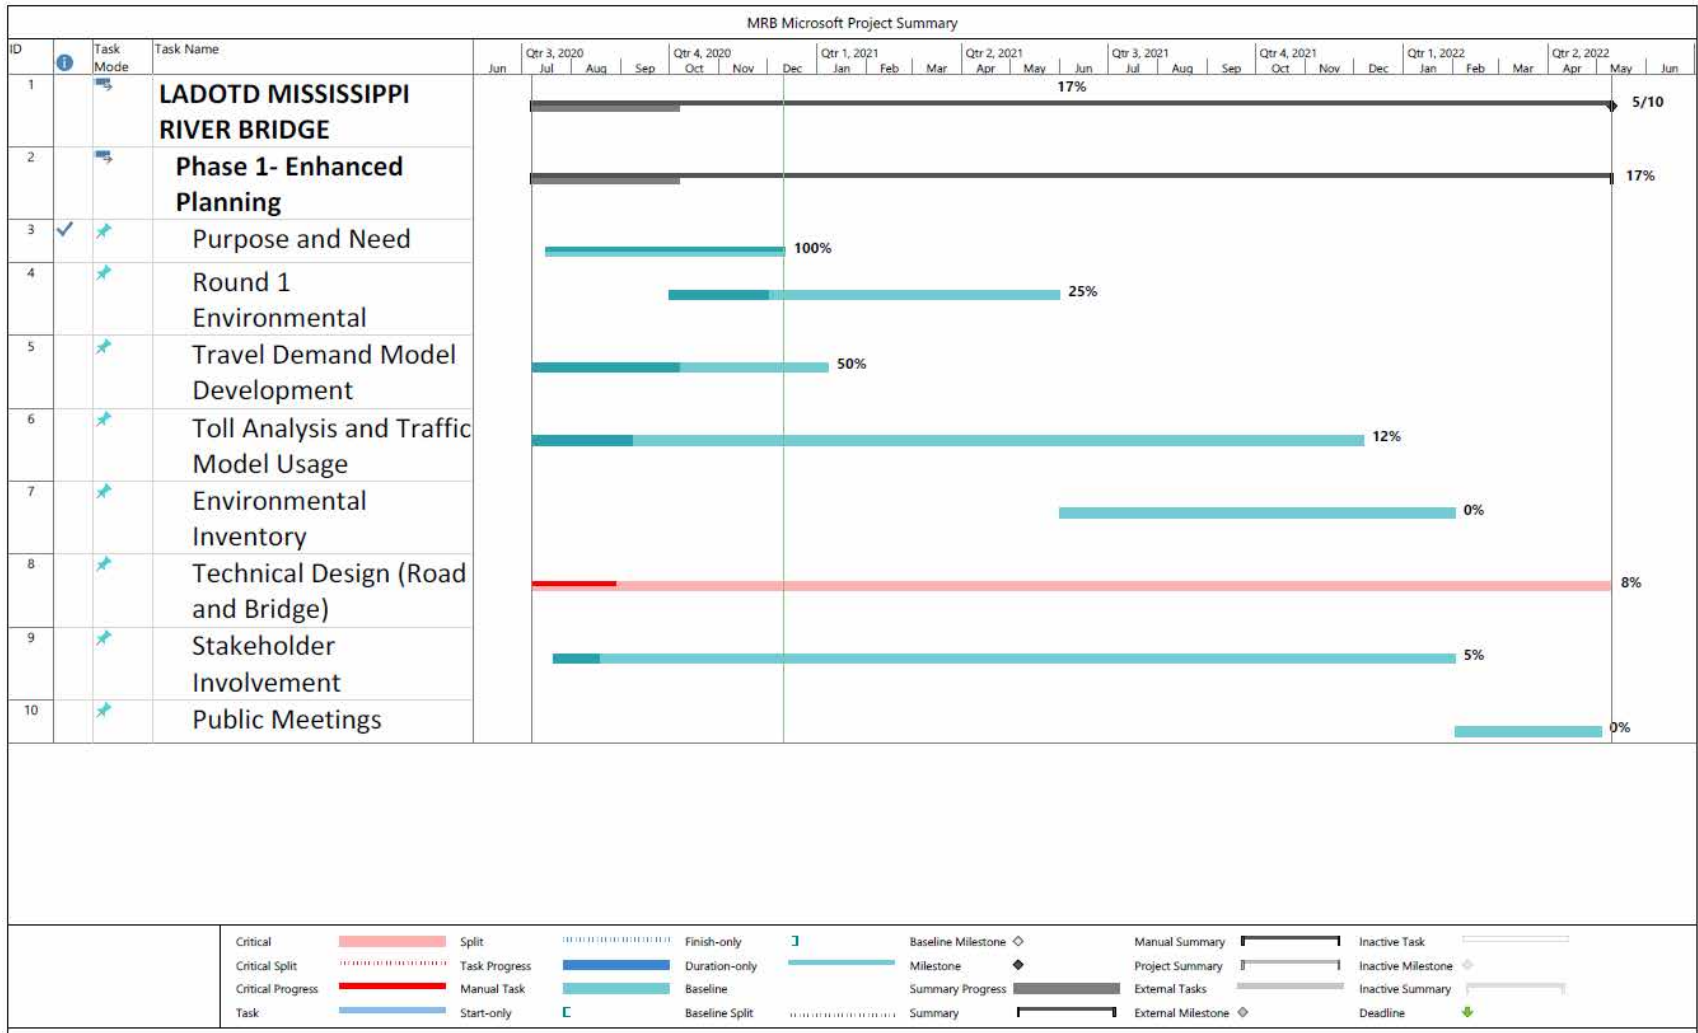 MRB Microsoft Project Summary
ID Task Mode Task Name
Qtr 3, 2020 Qtr 4, 2020 Qtr 1, 2021 Qtr 2, 2021 Qtr 3, 2021 Qtr 4, 2021 Qtr 1, 2022 Qtr 2, 2022
Jun Jul Aug Sep Oct Nov Dec Jan Feb Mar Apr May Jun Jul Aug Sep Oct Nov Dec Jan Feb Mar Apr May Jun
1 LADOTD MISSISSIPPI
RIVER BRIDGE
17%
5/10
2 Phase 1- Enhanced
Planning
17%
3 Purpose and Need
100%
4 Round 1
Environmental
25%
5 Travel Demand Model
Development
50%
6 Toll Analysis and Traffic
Model Usage
12%
7 Environmental
Inventory
0%
8 Technical Design (Road
and Bridge)
8%
9 Stakeholder
Involvement
5%
10 Public Meetings
0%
Critical Split Finish-only Baseline Milestone Manual Summary Inactive Task
Critical Split Task Progress Duration-only Milestone Project Summary Inactive Milestone
Critical Progress Manual Task Baseline Summary Progress External Tasks Inactive Summary
Task Start-only Baseline Split Summary External Milestone Deadline